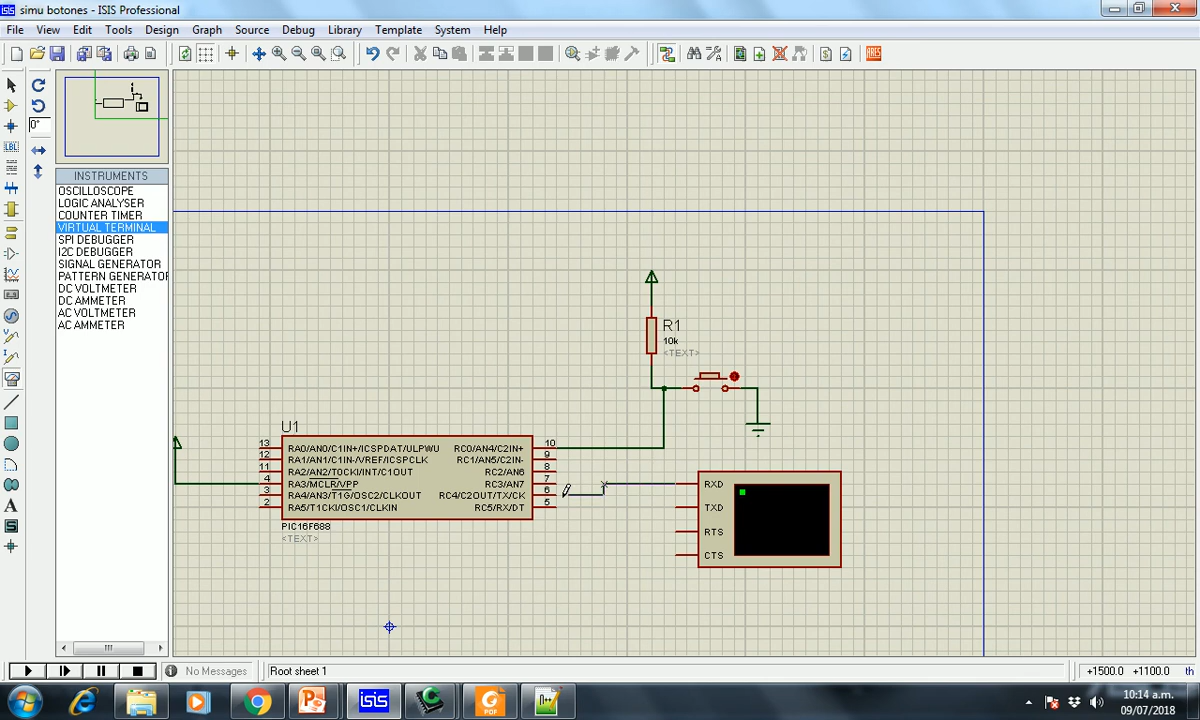 simu botones - ISIS Professional
File View Edit Tools Design Graph Source Debug Library Template System Help
LBL
ARES
0°
INSTRUMENTS
OSCILLOSCOPE
LOGIC ANALYSER
COUNTER TIMER
VIRTUAL TERMINAL
SPI DEBUGGER
I2C DEBUGGER
SIGNAL GENERATOR
PATTERN GENERATOR
DC VOLTMETER
DC AMMETER
AC VOLTMETER
AC AMMETER
A
S
R1
10k
<TEXT>
U1
13 RA0/AN0/C1IN+/ICSPDAT/ULPWU RC0/AN4/C2IN+ 10
12 RA1/AN1/C1IN-/VREF/ICSPCLK RC1/AN5/C2IN- 9
11 RA2/AN2/T0CKI/INT/C1OUT RC2/AN6 8
4 RA3/MCLR/VPP RC3/AN7 7
3 RA4/AN3/T1G/OSC2/CLKOUT RC4/C2OUT/TX/CK 6
2 RA5/T1CKI/OSC1/CLKIN RC5/RX/DT 5
PIC16F688
<TEXT>
RXD
TXD
RTS
CTS
No Messages Root sheet 1 +1500.0 +1100.0 th
isis
PDF
N++
10:14 a.m.
09/07/2018